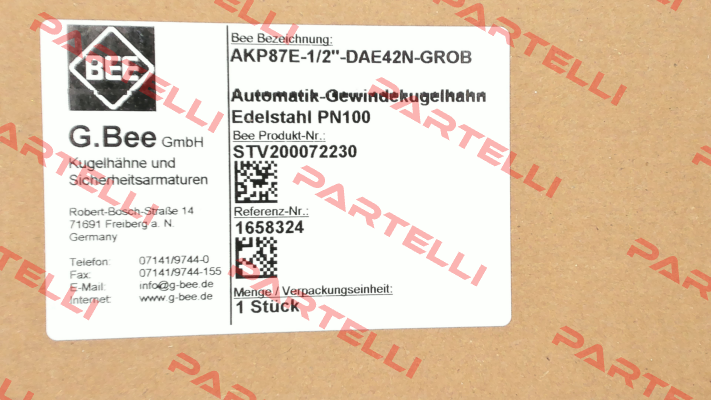 BEE
G.Bee GmbH
Kugelhähne und
Sicherheitsarmaturen
Robert-Bosch-Straße 14
71691 Freiberg a. N.
Germany
Telefon: 07141/9744-0
Fax: 07141/9744-155
E-Mail: info@g-bee.de
Internet: www.g-bee.de
Bee Bezeichnung:
AKP87E-1/2"-DAE42N-GROB
Automatik-Gewindekugelhahn
Edelstahl PN100
Bee Produkt-Nr.:
STV200072230
Referenz-Nr.:
1658324
Menge / Verpackungseinheit:
1 Stück
PARTELLI
PARTELLI
PARTELLI
PARTELLI
PARTELLI
PARTELLI
PARTELLI
PARTELLI